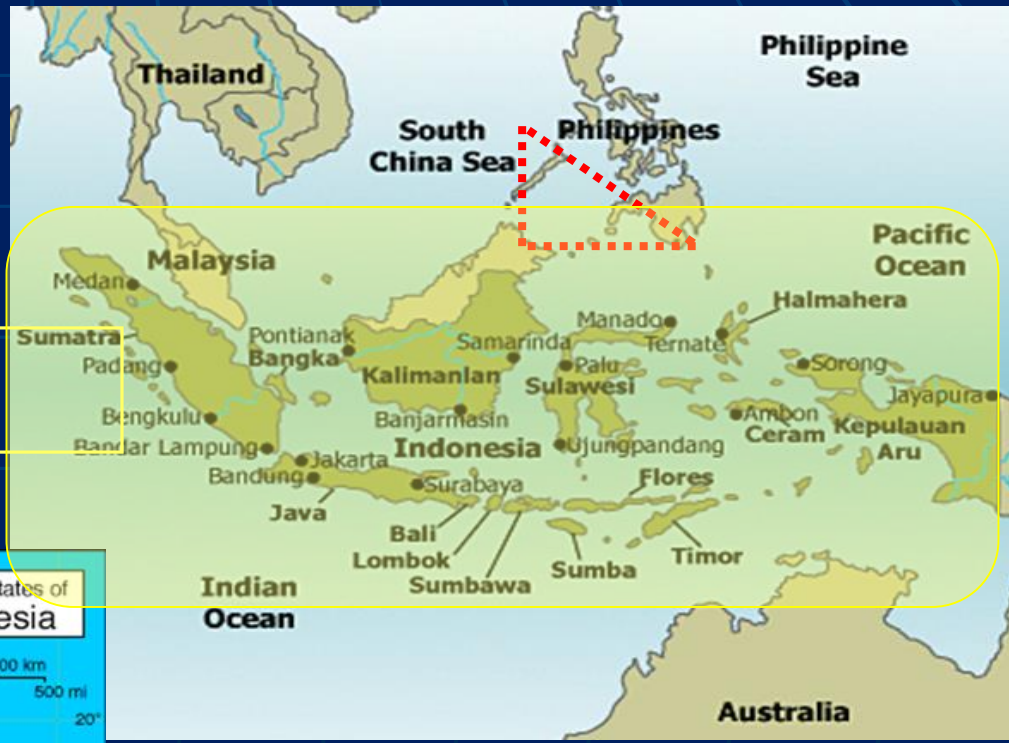 Thailand
Philippine
Sea
South
China Sea
Philippines
Malaysia
Pacific
Ocean
Medan
Halmahera
Sumatra
Pontianak
Bangka
Manado
Ternate
Samarinda
Padang
Kalimanlan
Palu
Sulawesi
Sorong
Jayapura
Bengkulu
Banjarmasin
Ambon
Ceram
Kepulauan
Aru
Bandar Lampung
Indonesia
Ujungpandang
Jakarta
Bandung
Surabaya
Flores
Java
Bali
Lombok
Sumbawa
Sumba
Timor
Indian
Ocean
tates of
esia
00 km
500 mi
20°
Australia